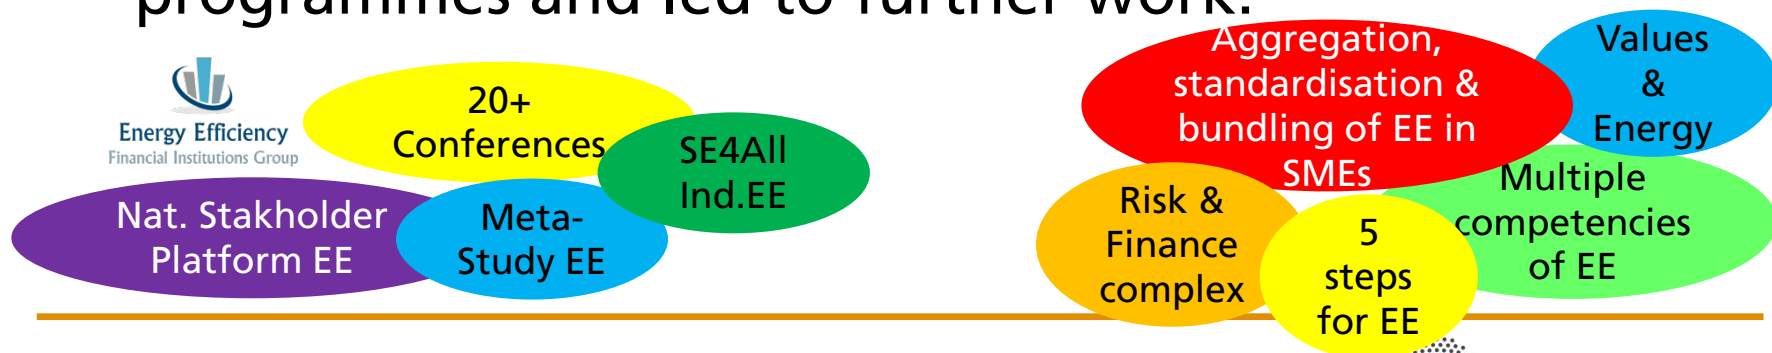 programmes and led to further work.
Energy Efficiency
Financial Institutions Group
20+
Conferences
SE4All
Ind.EE
Nat. Stakholder
Platform EE
Meta-
Study EE
Aggregation,
standardisation &
bundling of EE in
SMEs
Values
&
Energy
Risk &
Finance
complex
5
steps
for EE
Multiple
competencies
of EE